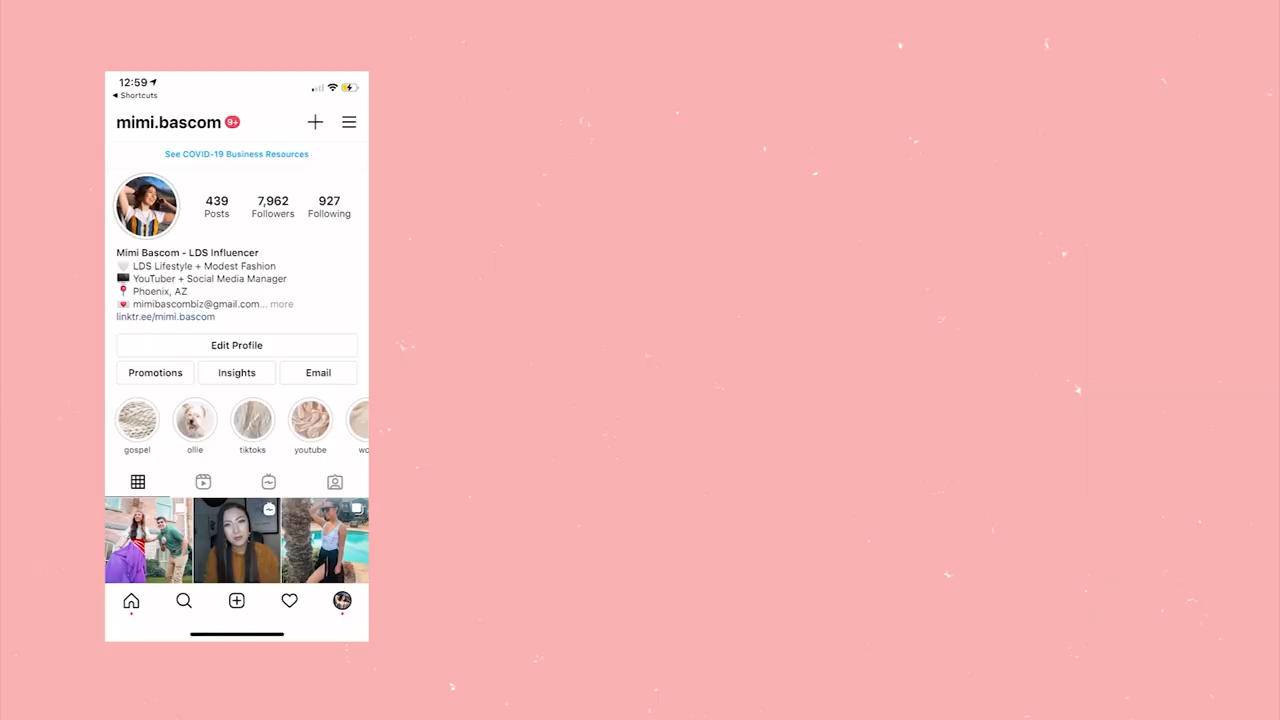 12:59
Shortcuts
mimi.bascom 9+
See COVID-19 Business Resources
439 7,962 927
Posts Followers Following
Mimi Bascom - LDS Influencer
LDS Lifestyle + Modest Fashion
YouTuber + Social Media Manager
Phoenix, AZ
mimibascombiz@gmail.com... more
linktr.ee/mimi.bascom
Edit Profile
Promotions Insights Email
gospel ollie tiktoks youtube wo